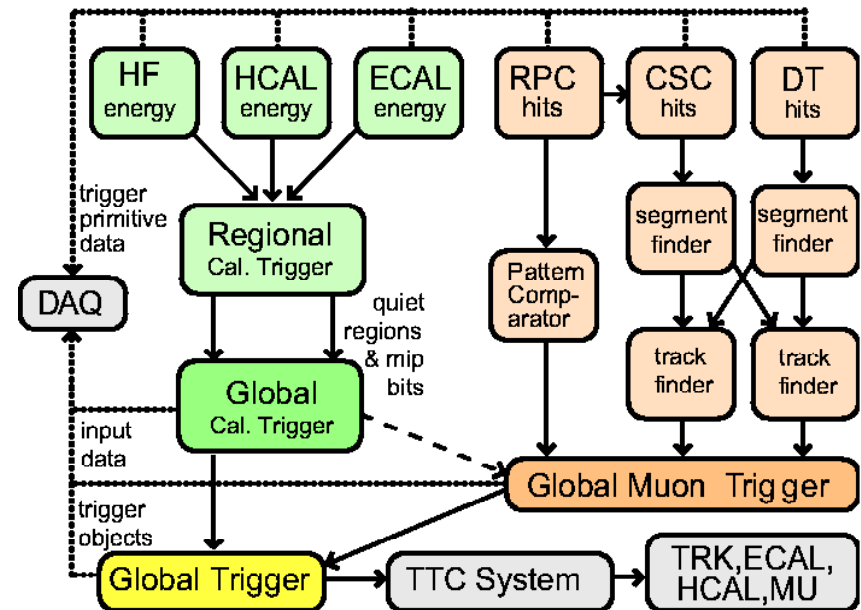 HF
energy
HCAL
energy
ECAL
energy
RPC
hits
CSC
hits
DT
hits
trigger
primitive
data
Regional
Cal. Trigger
segment
finder
segment
finder
Pattern
Comp-
arator
DAQ
quiet
regions
& mip
bits
Global
Cal. Trigger
track
finder
track
finder
input
data
Global Muon Trigger
trigger
objects
Global Trigger
TTC System
TRK,ECAL,
HCAL,MU